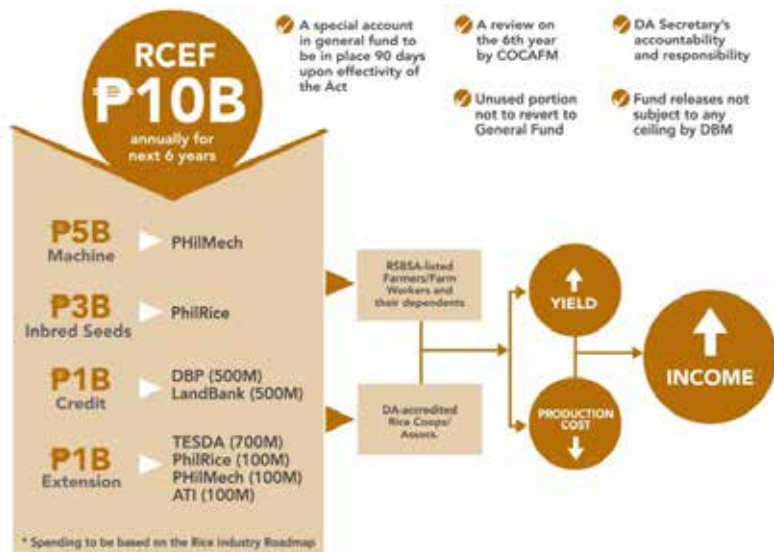 RCEF
₱10B
annually for
next 6 years
A special account
in general fund to
be in place 90 days
upon effectivity of
the Act
A review on
the 6th year
by COCAFM
DA Secretary's
accountability
and responsibility
Unused portion
not to revert to
General Fund
Fund releases not
subject to any
ceiling by DBM
₱5B
Machine
PHilMech
₱3B
Inbred Seeds
PhilRice
₱1B
Credit
DBP (500M)
LandBank (500M)
₱1B
Extension
TESDA (700M)
PhilRice (100M)
PHilMech (100M)
ATI (100M)
* Spending to be based on the Rice Industry Roadmap
RSBSA-listed
Farmers/Farm
Workers and
their dependents
DA-accredited
Rice Coops/
Assocs.
YIELD
PRODUCTION
COST
INCOME